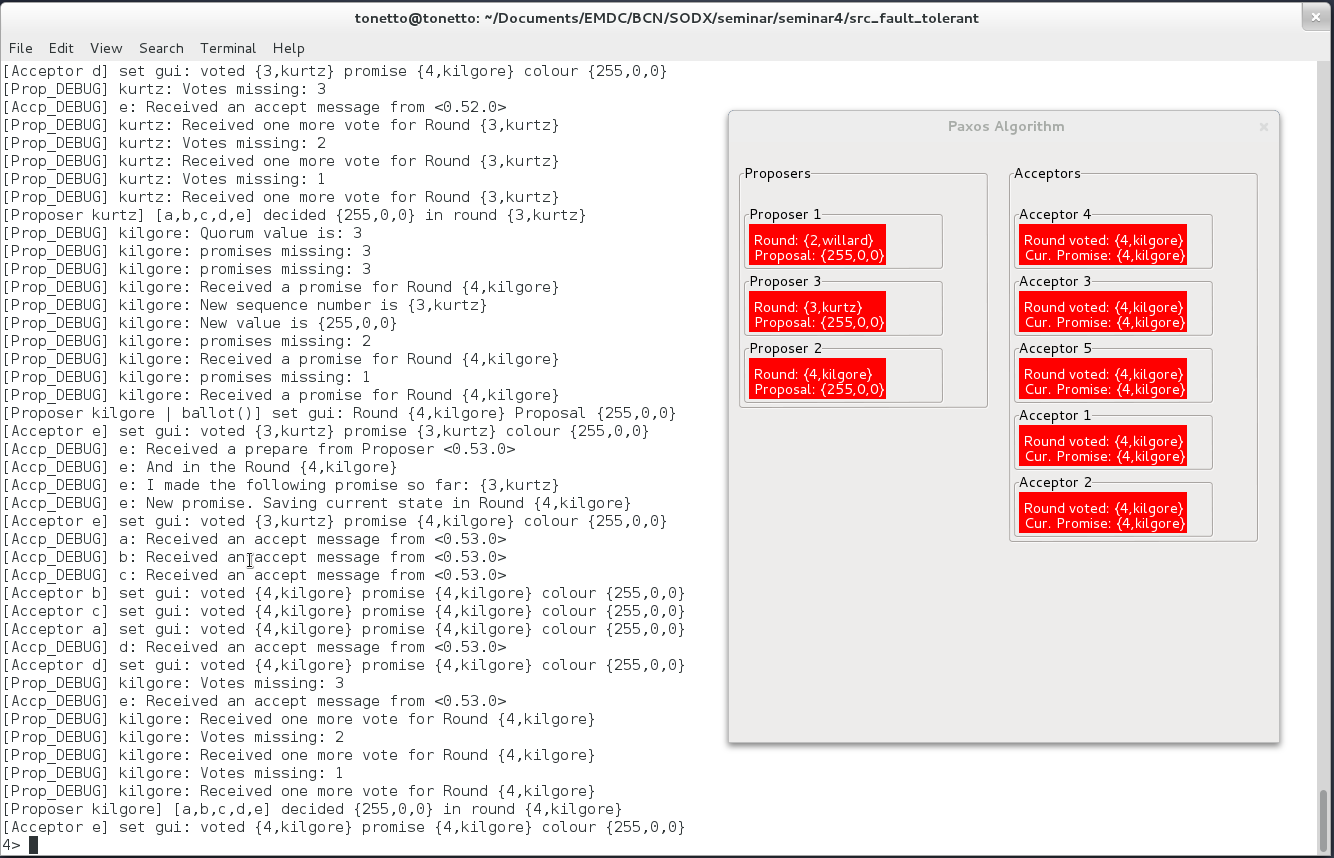 tonetto@tonetto: ~/Documents/EMDC/BCN/SODX/seminar/seminar4/src_fault_tolerant
File Edit View Search Terminal Help
[Acceptor d] set gui: voted {3,kurtz} promise {4,kilgore} colour {255,0,0}
[Prop_DEBUG] kurtz: Votes missing: 3
[Accp_DEBUG] e: Received an accept message from <0.52.0>
[Prop_DEBUG] kurtz: Received one more vote for Round {3,kurtz}
[Prop_DEBUG] kurtz: Votes missing: 2
[Prop_DEBUG] kurtz: Received one more vote for Round {3,kurtz}
[Prop_DEBUG] kurtz: Votes missing: 1
[Prop_DEBUG] kurtz: Received one more vote for Round {3,kurtz}
[Proposer kurtz] [a,b,c,d,e] decided {255,0,0} in round {3,kurtz}
[Prop_DEBUG] kilgore: Quorum value is: 3
[Prop_DEBUG] kilgore: promises missing: 3
[Prop_DEBUG] kilgore: promises missing: 3
[Prop_DEBUG] kilgore: Received a promise for Round {4,kilgore}
[Prop_DEBUG] kilgore: New sequence number is {3,kurtz}
[Prop_DEBUG] kilgore: New value is {255,0,0}
[Prop_DEBUG] kilgore: promises missing: 2
[Prop_DEBUG] kilgore: Received a promise for Round {4,kilgore}
[Prop_DEBUG] kilgore: promises missing: 1
[Prop_DEBUG] kilgore: Received a promise for Round {4,kilgore}
[Proposer kilgore | ballot()] set gui: Round {4,kilgore} Proposal {255,0,0}
[Acceptor e] set gui: voted {3,kurtz} promise {3,kurtz} colour {255,0,0}
[Accp_DEBUG] e: Received a prepare from Proposer <0.53.0>
[Accp_DEBUG] e: And in the Round {4,kilgore}
[Accp_DEBUG] e: I made the following promise so far: {3,kurtz}
[Accp_DEBUG] e: New promise. Saving current state in Round {4,kilgore}
[Acceptor e] set gui: voted {3,kurtz} promise {4,kilgore} colour {255,0,0}
[Accp_DEBUG] a: Received an accept message from <0.53.0>
[Accp_DEBUG] b: Received an accept message from <0.53.0>
[Accp_DEBUG] c: Received an accept message from <0.53.0>
[Acceptor b] set gui: voted {4,kilgore} promise {4,kilgore} colour {255,0,0}
[Acceptor c] set gui: voted {4,kilgore} promise {4,kilgore} colour {255,0,0}
[Acceptor a] set gui: voted {4,kilgore} promise {4,kilgore} colour {255,0,0}
[Accp_DEBUG] d: Received an accept message from <0.53.0>
[Acceptor d] set gui: voted {4,kilgore} promise {4,kilgore} colour {255,0,0}
[Prop_DEBUG] kilgore: Votes missing: 3
[Accp_DEBUG] e: Received an accept message from <0.53.0>
[Prop_DEBUG] kilgore: Received one more vote for Round {4,kilgore}
[Prop_DEBUG] kilgore: Votes missing: 2
[Prop_DEBUG] kilgore: Received one more vote for Round {4,kilgore}
[Prop_DEBUG] kilgore: Votes missing: 1
[Prop_DEBUG] kilgore: Received one more vote for Round {4,kilgore}
[Proposer kilgore] [a,b,c,d,e] decided {255,0,0} in round {4,kilgore}
[Acceptor e] set gui: voted {4,kilgore} promise {4,kilgore} colour {255,0,0}
4>
Paxos Algorithm
Proposers
Proposer 1
Round: {2,willard}
Proposal: {255,0,0}
Proposer 3
Round: {3,kurtz}
Proposal: {255,0,0}
Proposer 2
Round: {4,kilgore}
Proposal: {255,0,0}
Acceptors
Acceptor 4
Round voted: {4,kilgore}
Cur. Promise: {4,kilgore}
Acceptor 3
Round voted: {4,kilgore}
Cur. Promise: {4,kilgore}
Acceptor 5
Round voted: {4,kilgore}
Cur. Promise: {4,kilgore}
Acceptor 1
Round voted: {4,kilgore}
Cur. Promise: {4,kilgore}
Acceptor 2
Round voted: {4,kilgore}
Cur. Promise: {4,kilgore}